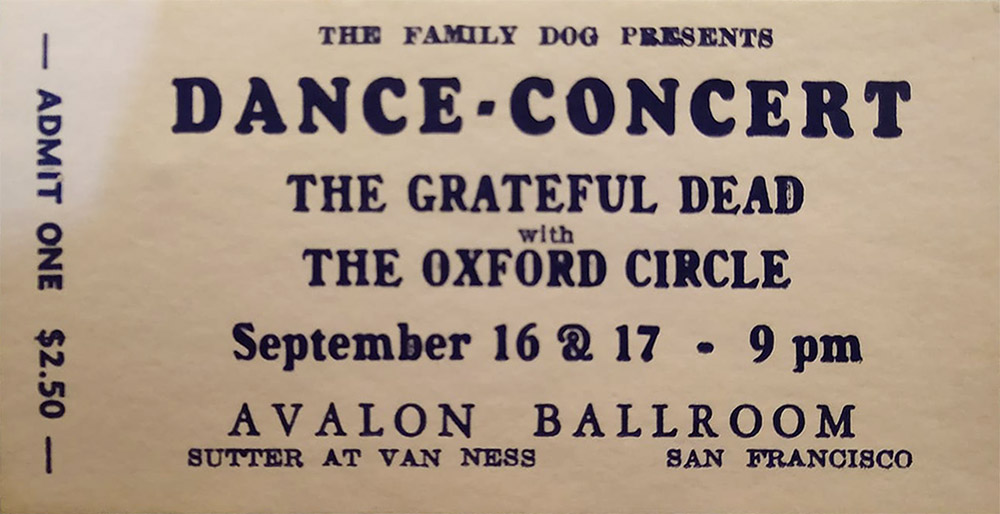 THE FAMILY DOG PRESENTS
DANCE-CONCERT
THE GRATEFUL DEAD
with
THE OXFORD CIRCLE
September 16 & 17 - 9 pm
AVALON BALLROOM
SUTTER AT VAN NESS SAN FRANCISCO
— ADMIT ONE $2.50 —